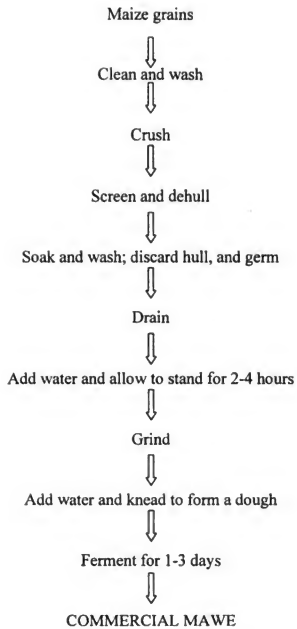 Maize grains
Clean and wash
Crush
Screen and dehull
Soak and wash; discard hull, and germ
Drain
Add water and allow to stand for 2-4 hours
Grind
Add water and knead to form a dough
Ferment for 1-3 days
COMMERCIAL MAWE